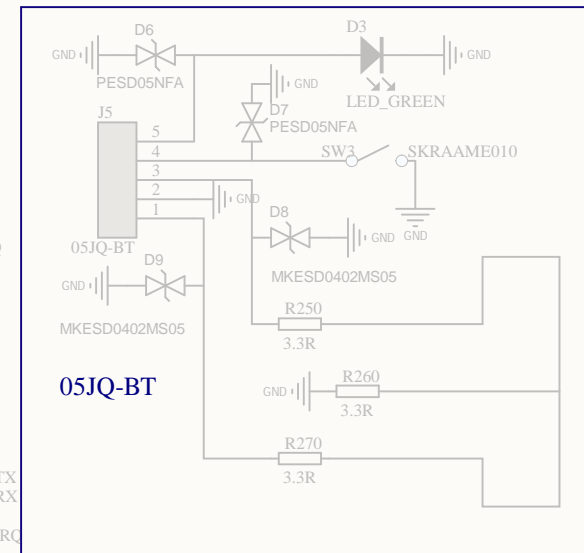 D6
D3
GND
GND
PESD05NFA
GND
LED_GREEN
D7
PESD05NFA
J5
5
4
SW3
SKRAAME010
3
2
GND
1
D8
GND
GND
05JQ-BT
D9
MKESD0402MS05
GND
R250
MKESD0402MS05
3.3R
05JQ-BT
R260
GND
3.3R
R270
TX
3.3R
RX
RQ